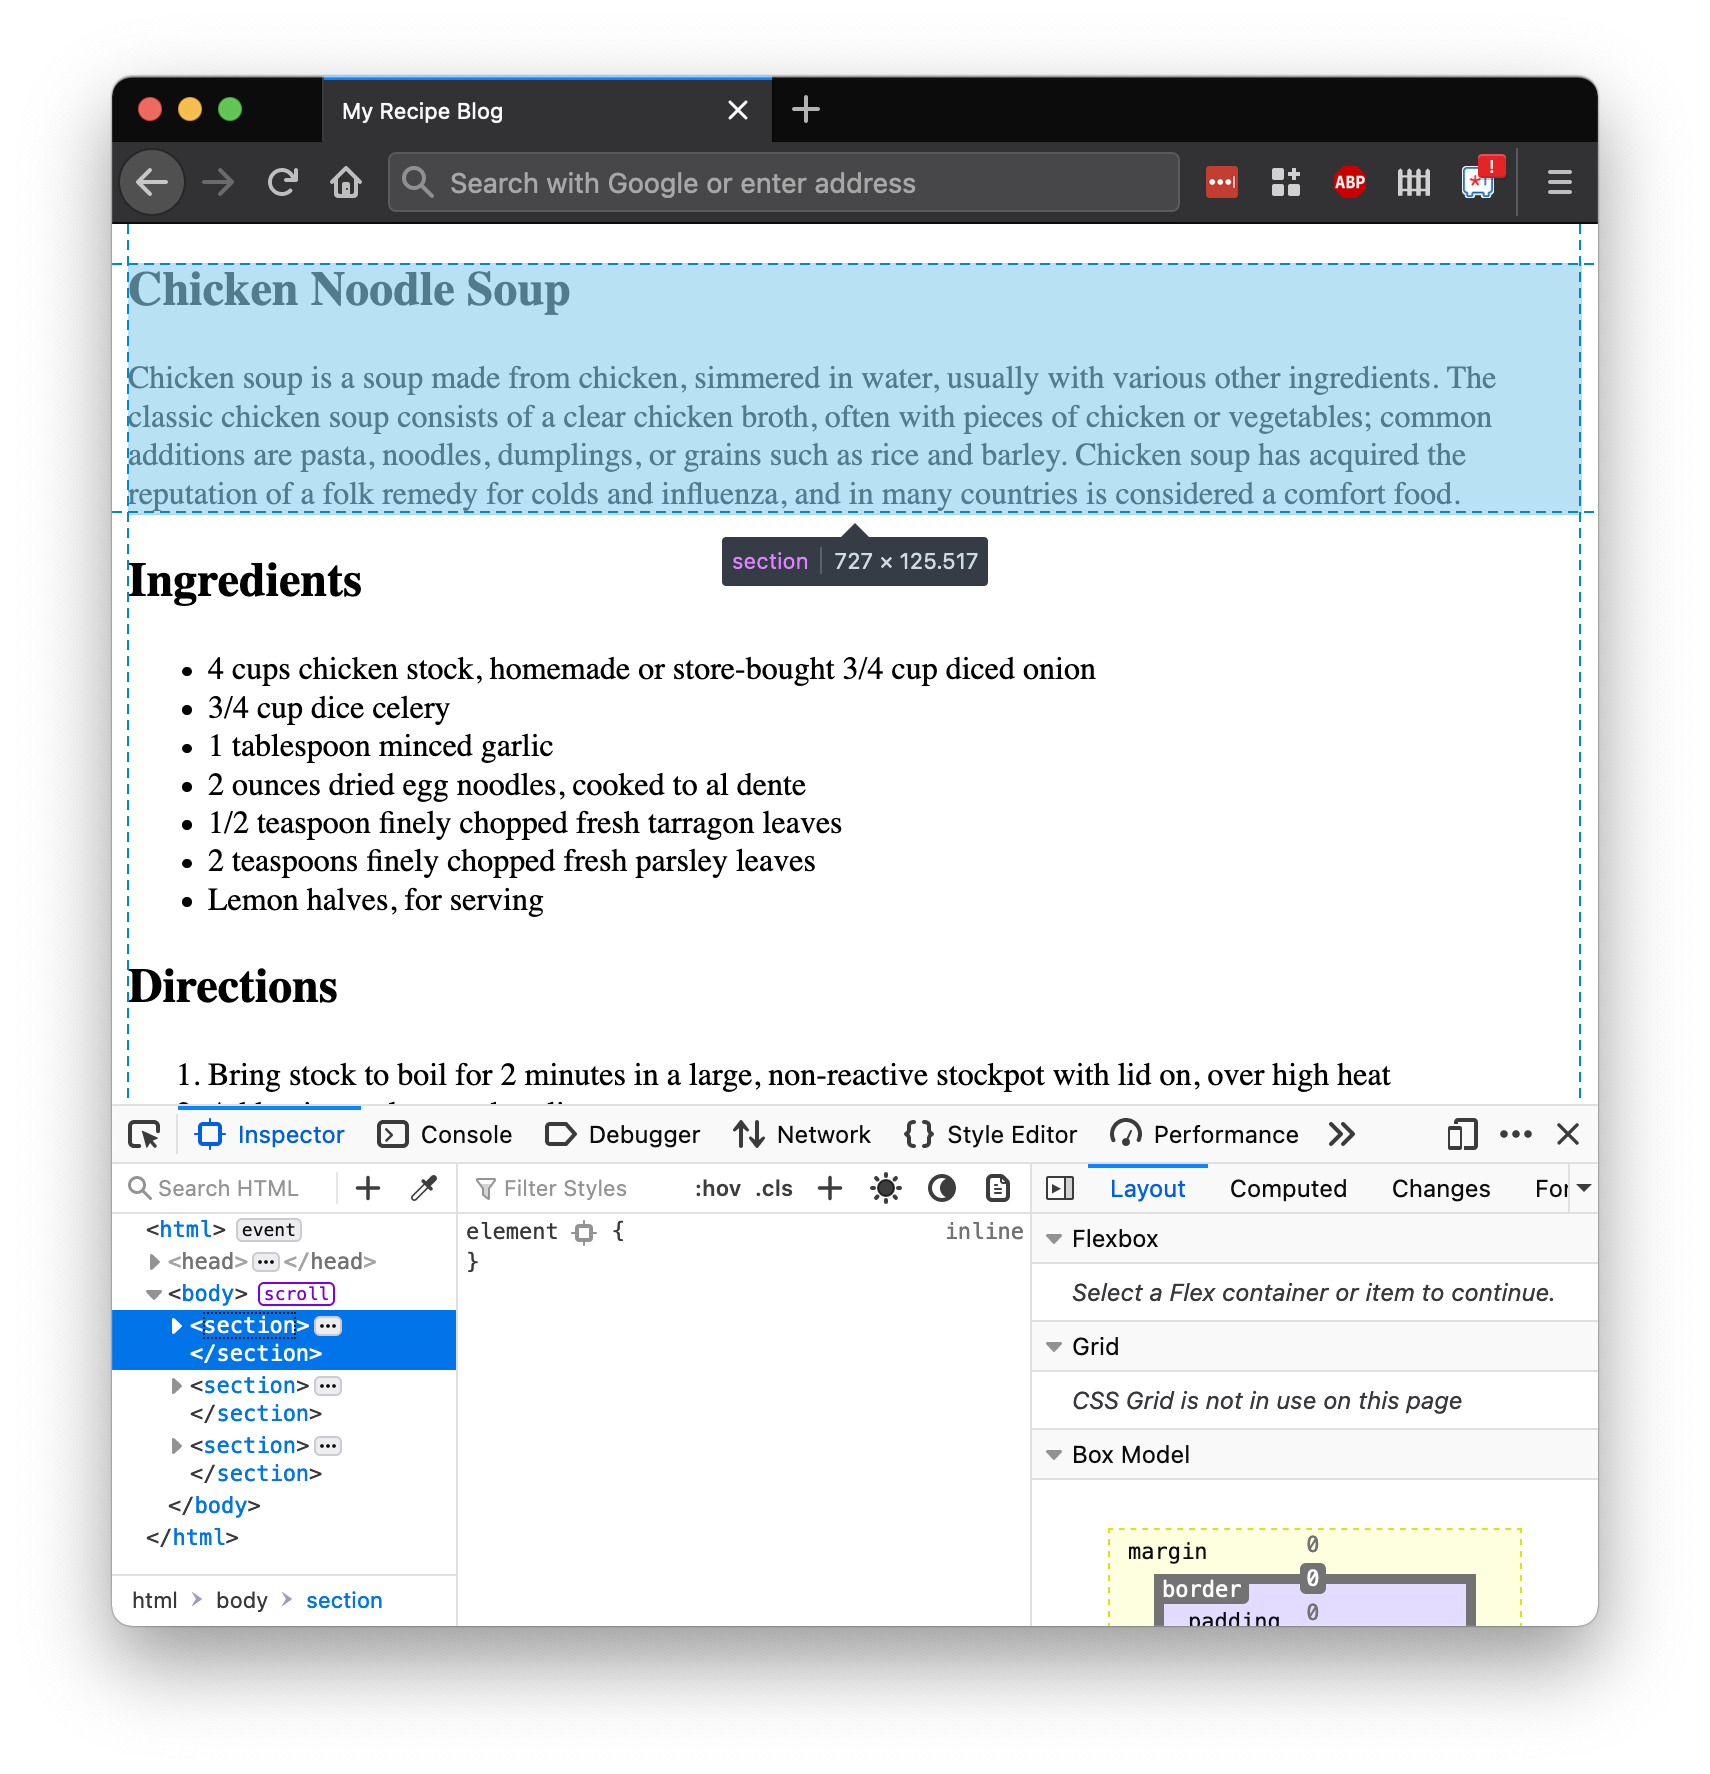 My Recipe Blog
Search with Google or enter address
ABP
!
Chicken Noodle Soup
Chicken soup is a soup made from chicken, simmered in water, usually with various other ingredients. The
classic chicken soup consists of a clear chicken broth, often with pieces of chicken or vegetables; common
additions are pasta, noodles, dumplings, or grains such as rice and barley. Chicken soup has acquired the
reputation of a folk remedy for colds and influenza, and in many countries is considered a comfort food.
section 727 × 125.517
Ingredients
• 4 cups chicken stock, homemade or store-bought 3/4 cup diced onion
• 3/4 cup dice celery
• 1 tablespoon minced garlic
• 2 ounces dried egg noodles, cooked to al dente
• 1/2 teaspoon finely chopped fresh tarragon leaves
• 2 teaspoons finely chopped fresh parsley leaves
• Lemon halves, for serving
Directions
1. Bring stock to boil for 2 minutes in a large, non-reactive stockpot with lid on, over high heat
Inspector Console Debugger Network Style Editor Performance
Search HTML
<html> event
<head> ··· </head>
<body> scroll
<section> ···
</section>
<section> ···
</section>
<section> ···
</section>
</body>
</html>
html > body > section
Filter Styles :hov .cls
element { inline
}
Layout Computed Changes For
Flexbox
Select a Flex container or item to continue.
Grid
CSS Grid is not in use on this page
Box Model
margin 0
border 0
padding 0